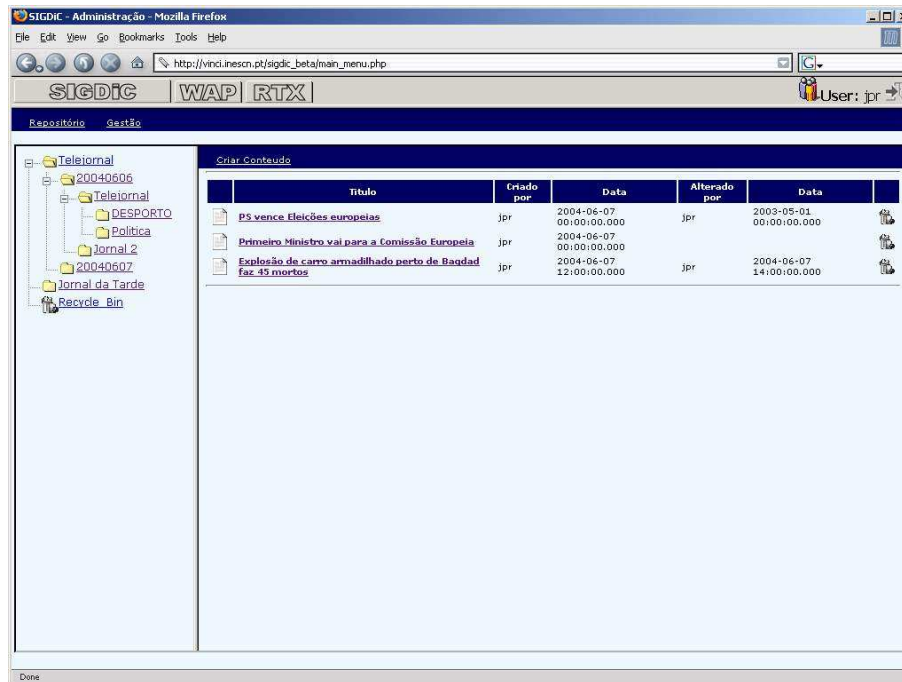 SIGDiC - Administração - Mozilla Firefox
File Edit View Go Bookmarks Tools Help
http://vinci.inescn.pt/sigdic_beta/main_menu.php
G
SIGDiC WAP RTX
User: jpr
Repositório Gestão
Telejornal
20040606
Telejornal
DESPORTO
Politica
Jornal 2
20040607
Jornal da Tarde
Recycle Bin
Criar Conteudo
Titulo Criado por Data Alterado por Data
PS vence Eleições europeias jpr 2004-06-07 00:00:00.000 jpr 2003-05-01 00:00:00.000
Primeiro Ministro vai para a Comissão Europeia jpr 2004-06-07 00:00:00.000
Explosão de carro armadilhado perto de Bagdad faz 45 mortos jpr 2004-06-07 12:00:00.000 jpr 2004-06-07 14:00:00.000
Done